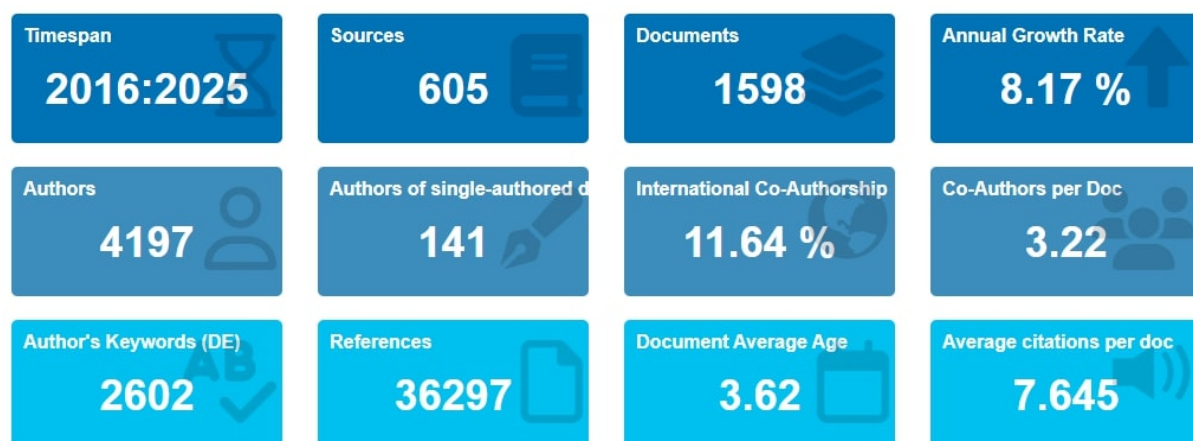 Timespan
2016:2025
Sources
605
Documents
1598
Annual Growth Rate
8.17 %
Authors
4197
Authors of single-authored d
141
International Co-Authorship
11.64 %
Co-Authors per Doc
3.22
Author's Keywords (DE)
AB
2602
References
36297
Document Average Age
3.62
Average citations per doc
7.645